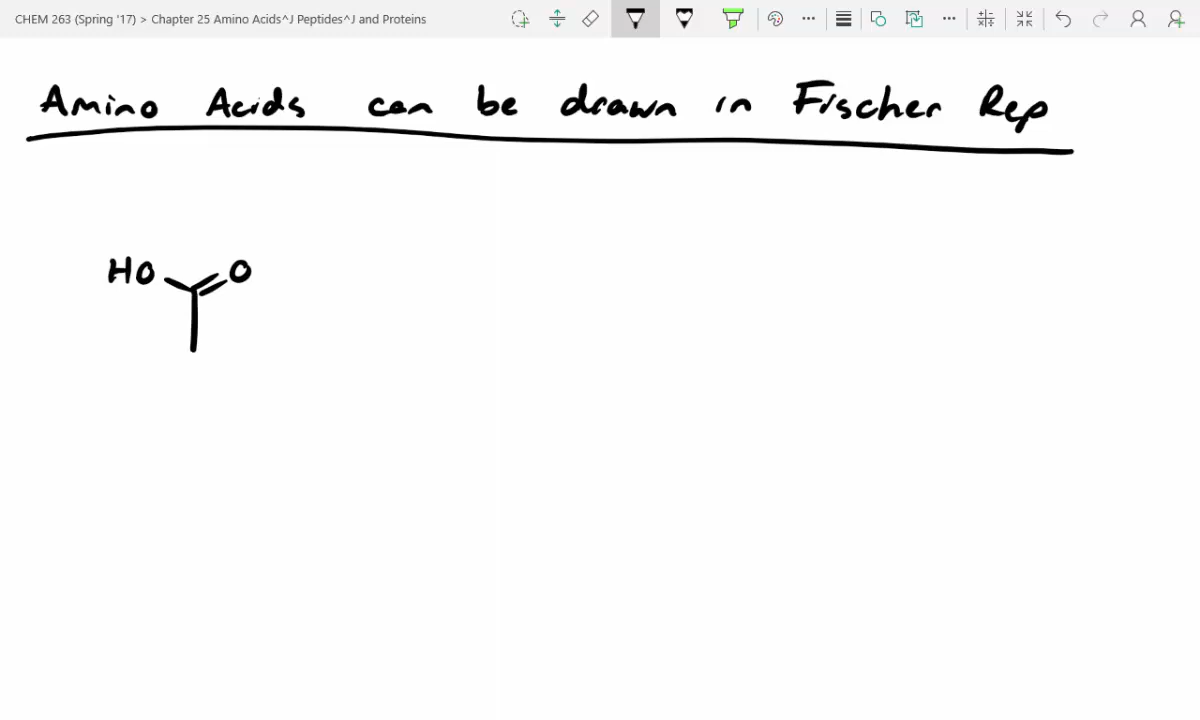 CHEM 263 (Spring '17) > Chapter 25 Amino Acids^J Peptides^J and Proteins
Amino Acids can be drawn in Fischer Rep
HO O